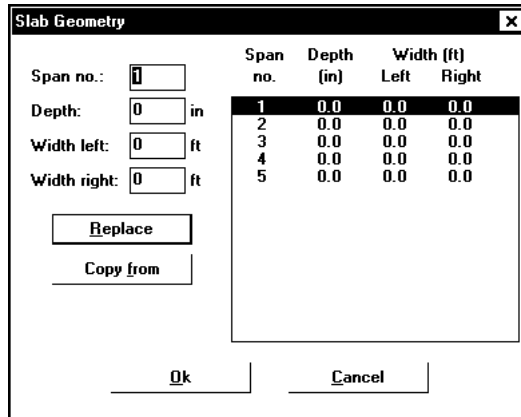 Slab Geometry
Span no.: 1
Depth: 0 in
Width left: 0 ft
Width right: 0 ft
Replace
Copy from
Span Depth Width (ft)
no. (in) Left Right
1 0.0 0.0 0.0
2 0.0 0.0 0.0
3 0.0 0.0 0.0
4 0.0 0.0 0.0
5 0.0 0.0 0.0
Ok Cancel